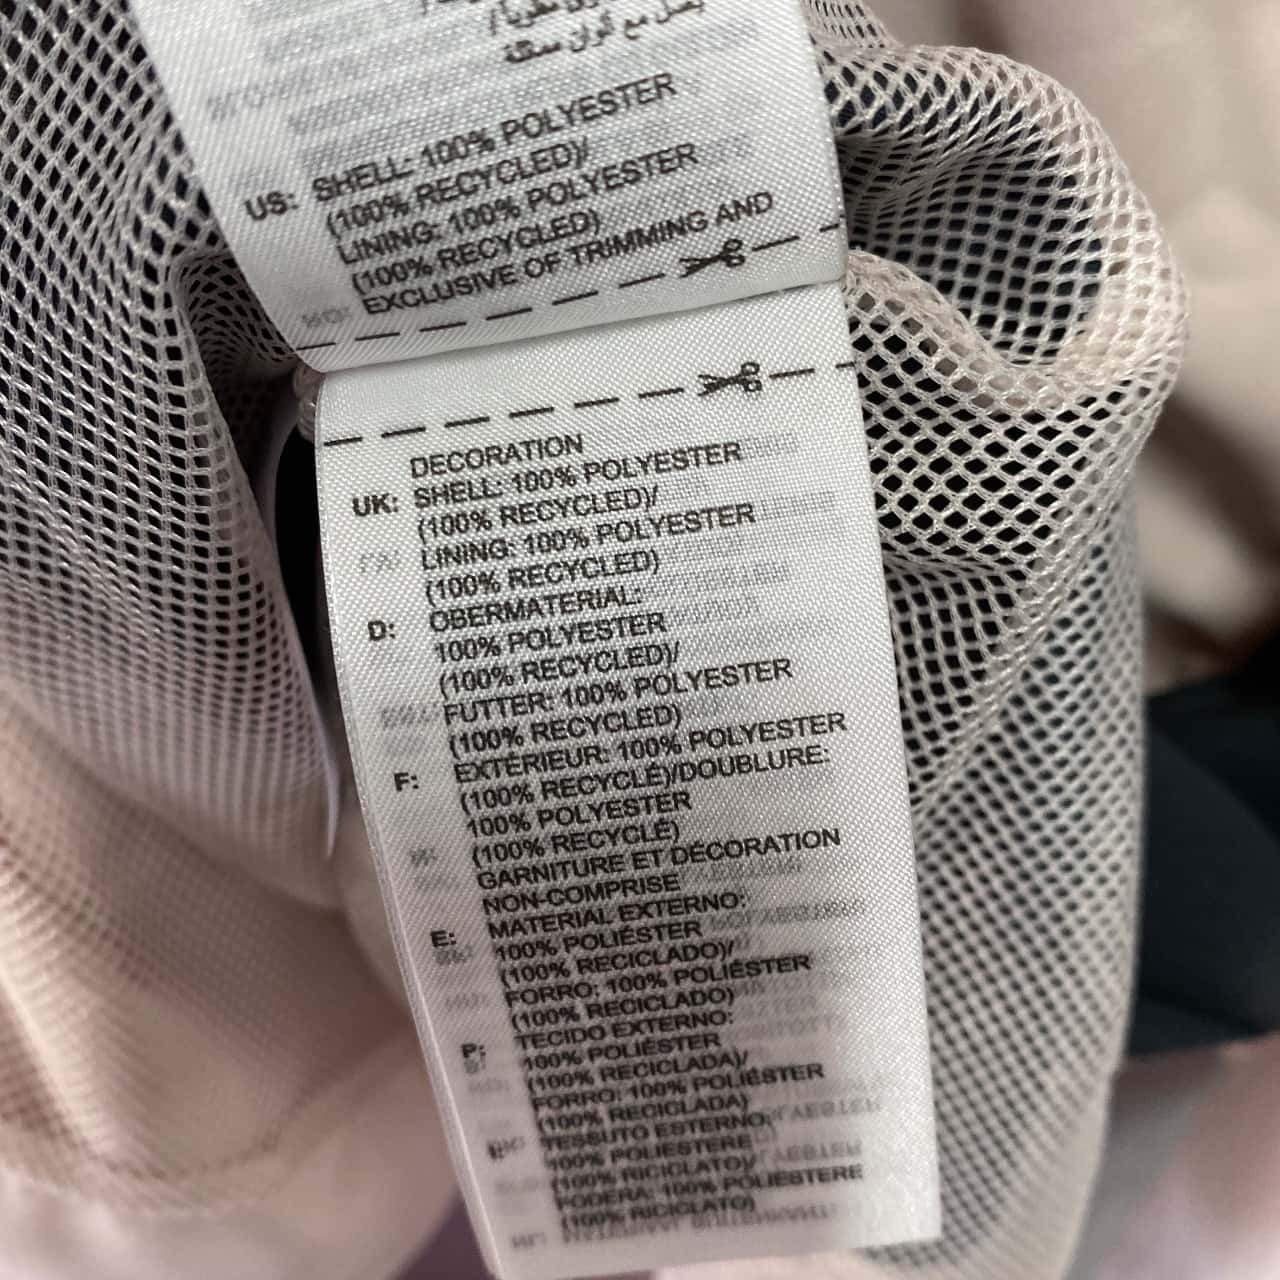 يغسل مع ألوان مماثلة
US: SHELL: 100% POLYESTER
(100% RECYCLED)/
LINING: 100% POLYESTER
(100% RECYCLED)
EXCLUSIVE OF TRIMMING AND
DECORATION
UK: SHELL: 100% POLYESTER
(100% RECYCLED)/
LINING: 100% POLYESTER
(100% RECYCLED)
D: OBERMATERIAL:
100% POLYESTER
(100% RECYCLED)/
FUTTER: 100% POLYESTER
(100% RECYCLED)
F: EXTÉRIEUR: 100% POLYESTER
(100% RECYCLÉ)/DOUBLURE:
100% POLYESTER
(100% RECYCLÉ)
GARNITURE ET DÉCORATION
NON-COMPRISE
E: MATERIAL EXTERNO:
100% POLIÉSTER
(100% RECICLADO)/
FORRO: 100% POLIÉSTER
(100% RECICLADO)
P: TECIDO EXTERNO:
100% POLIÉSTER
(100% RECICLADA)/
FORRO: 100% POLIÉSTER
(100% RECICLADA)
TESSUTO ESTERNO:
100% POLIESTERE
(100% RICICLATO)/
FODERA: 100% POLIESTERE
(100% RICICLATO)